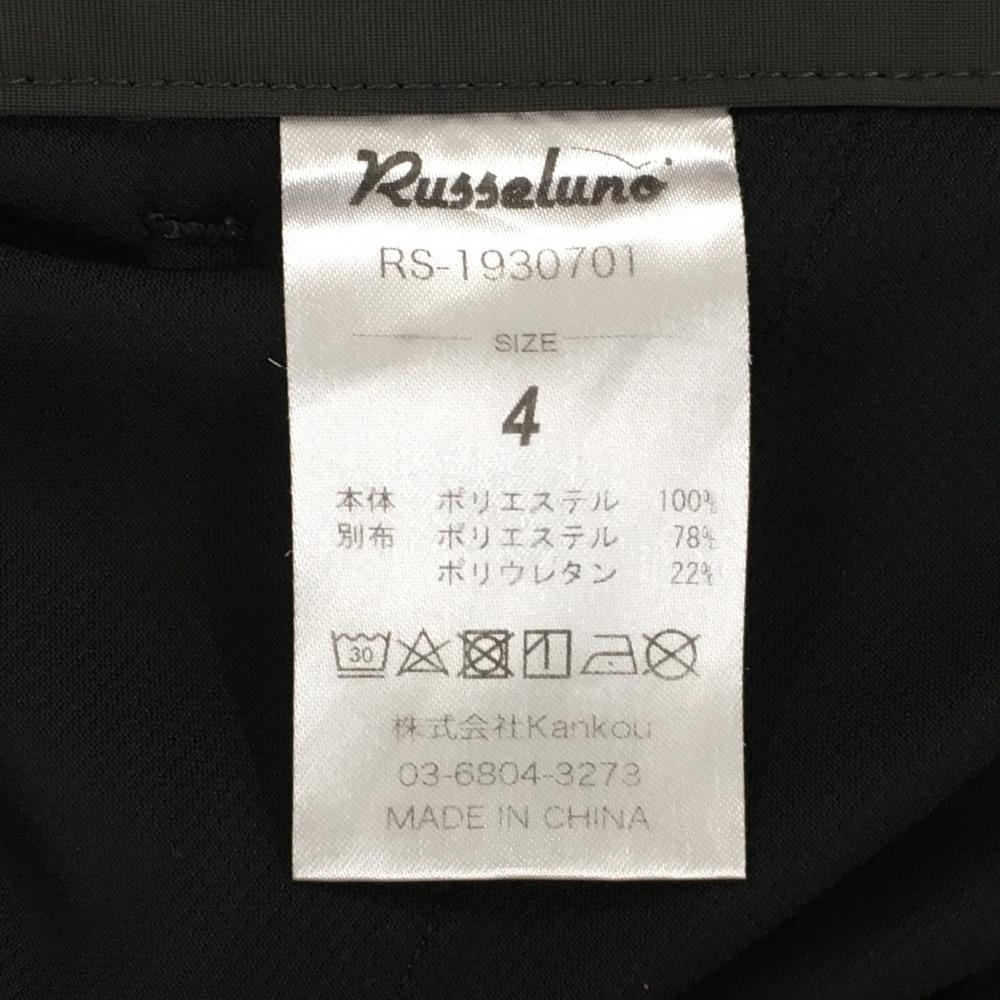 Russeluno
RS-1930701
SIZE
4
本体 ポリエステル 100%
別布 ポリエステル 78%
ポリウレタン 22%
30
株式会社Kankou
03-6804-3273
MADE IN CHINA